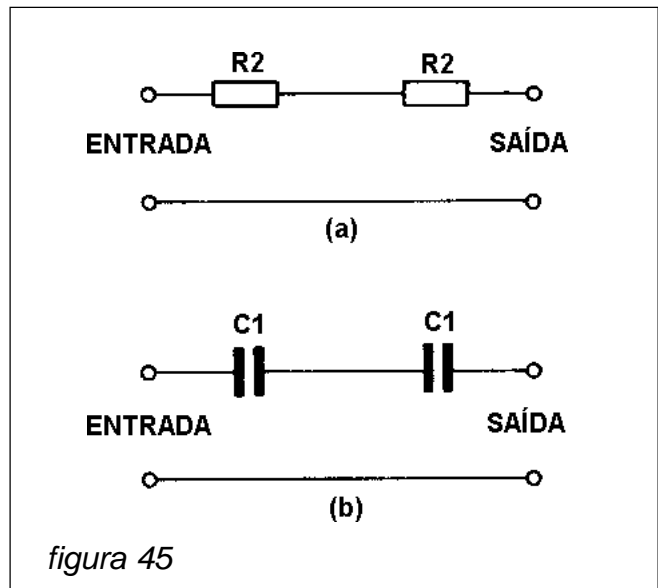 R2 R2
ENTRADA SAÍDA
(a)
C1 C1
ENTRADA SAÍDA
(b)
figura 45